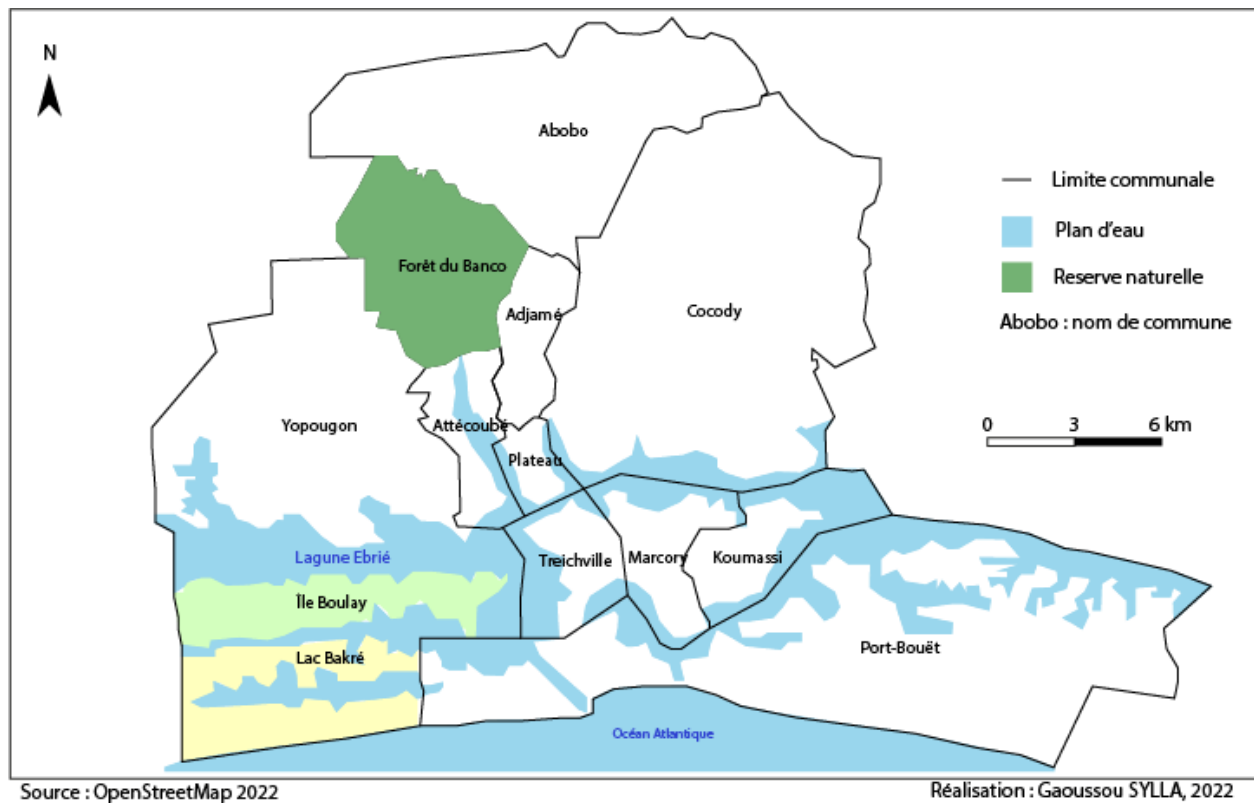 N
Abobo
Limite communale
Plan d'eau
Forêt du Banco
Reserve naturelle
Adjamé
Cocody
Abobo : nom de commune
0 3 6 km
Yopougon
Attécoubé
Plateau
Lagune Ebrié
Treichville
Marcory
Koumassi
Île Boulay
Lac Bakré
Port-Bouët
Océan Atlantique
Source : OpenStreetMap 2022
Réalisation : Gaoussou SYLLA, 2022